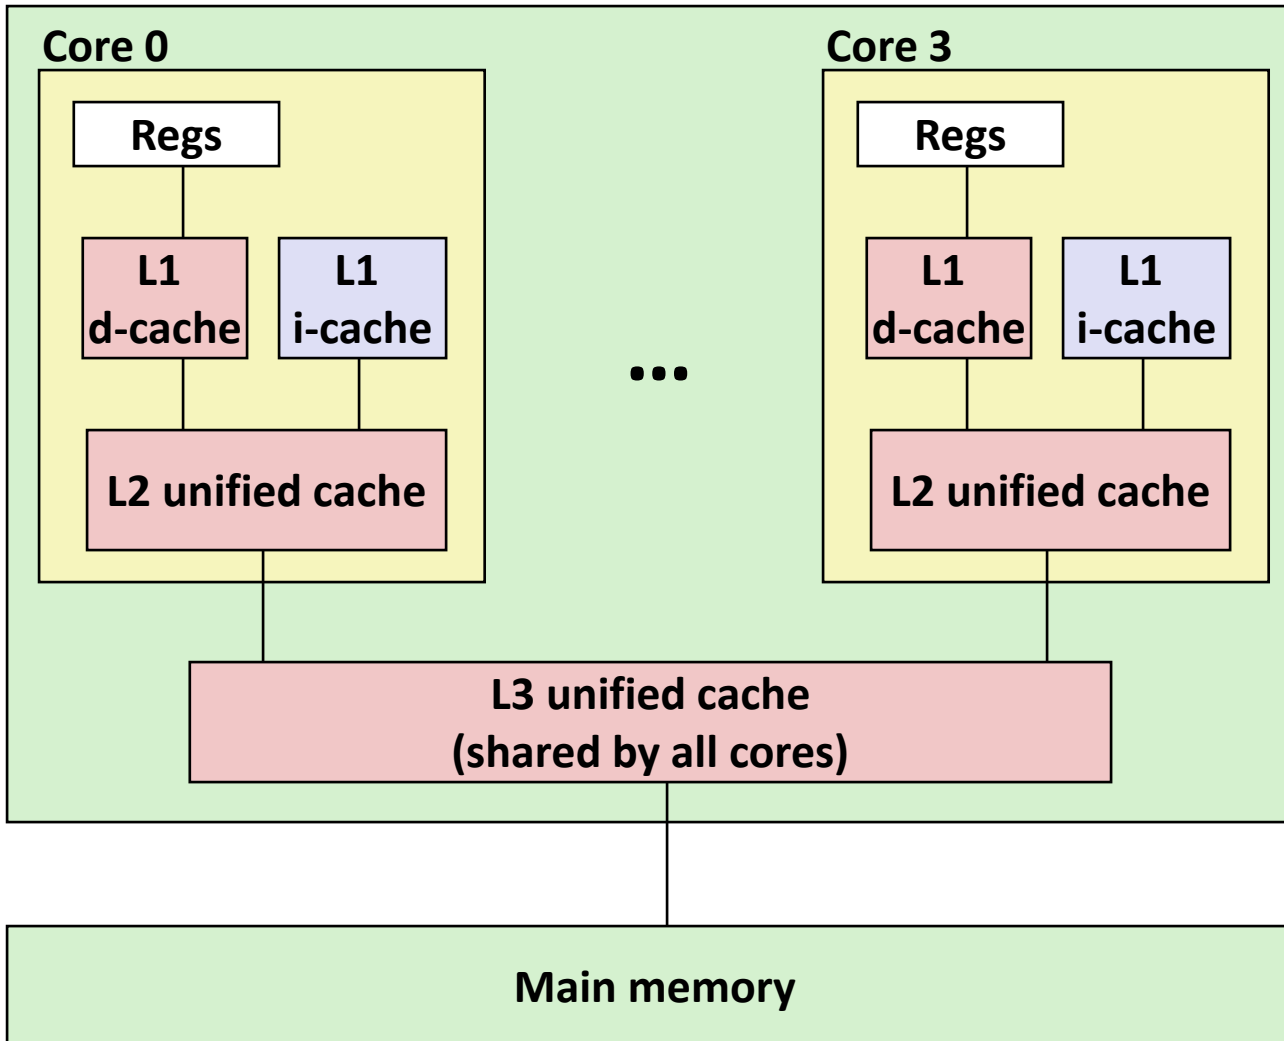 Core 0
Regs
L1
d-cache
L1
i-cache
L2 unified cache
...
Core 3
Regs
L1
d-cache
L1
i-cache
L2 unified cache
L3 unified cache
(shared by all cores)
Main memory